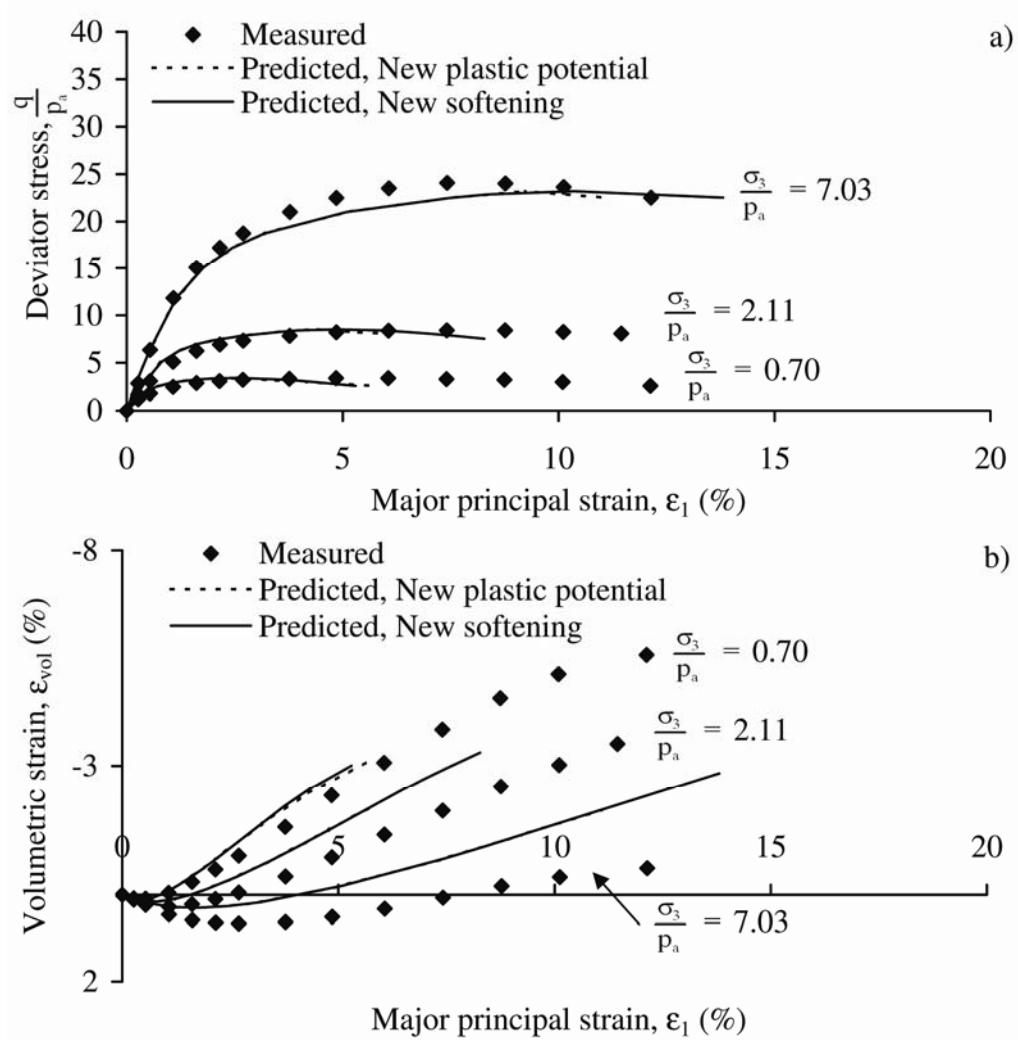 40
35
30
25
20
15
10
5
0
Deviator stress, q/pₐ
Measured
Predicted, New plastic potential
Predicted, New softening
a)
σ₃/pₐ = 7.03
σ₃/pₐ = 2.11
σ₃/pₐ = 0.70
0 5 10 15 20
Major principal strain, ε₁ (%)
-8
-3
2
Volumetric strain, εvol (%)
Measured
Predicted, New plastic potential
Predicted, New softening
b)
σ₃/pₐ = 0.70
σ₃/pₐ = 2.11
0 5 10 15 20
σ₃/pₐ = 7.03
Major principal strain, ε₁ (%)